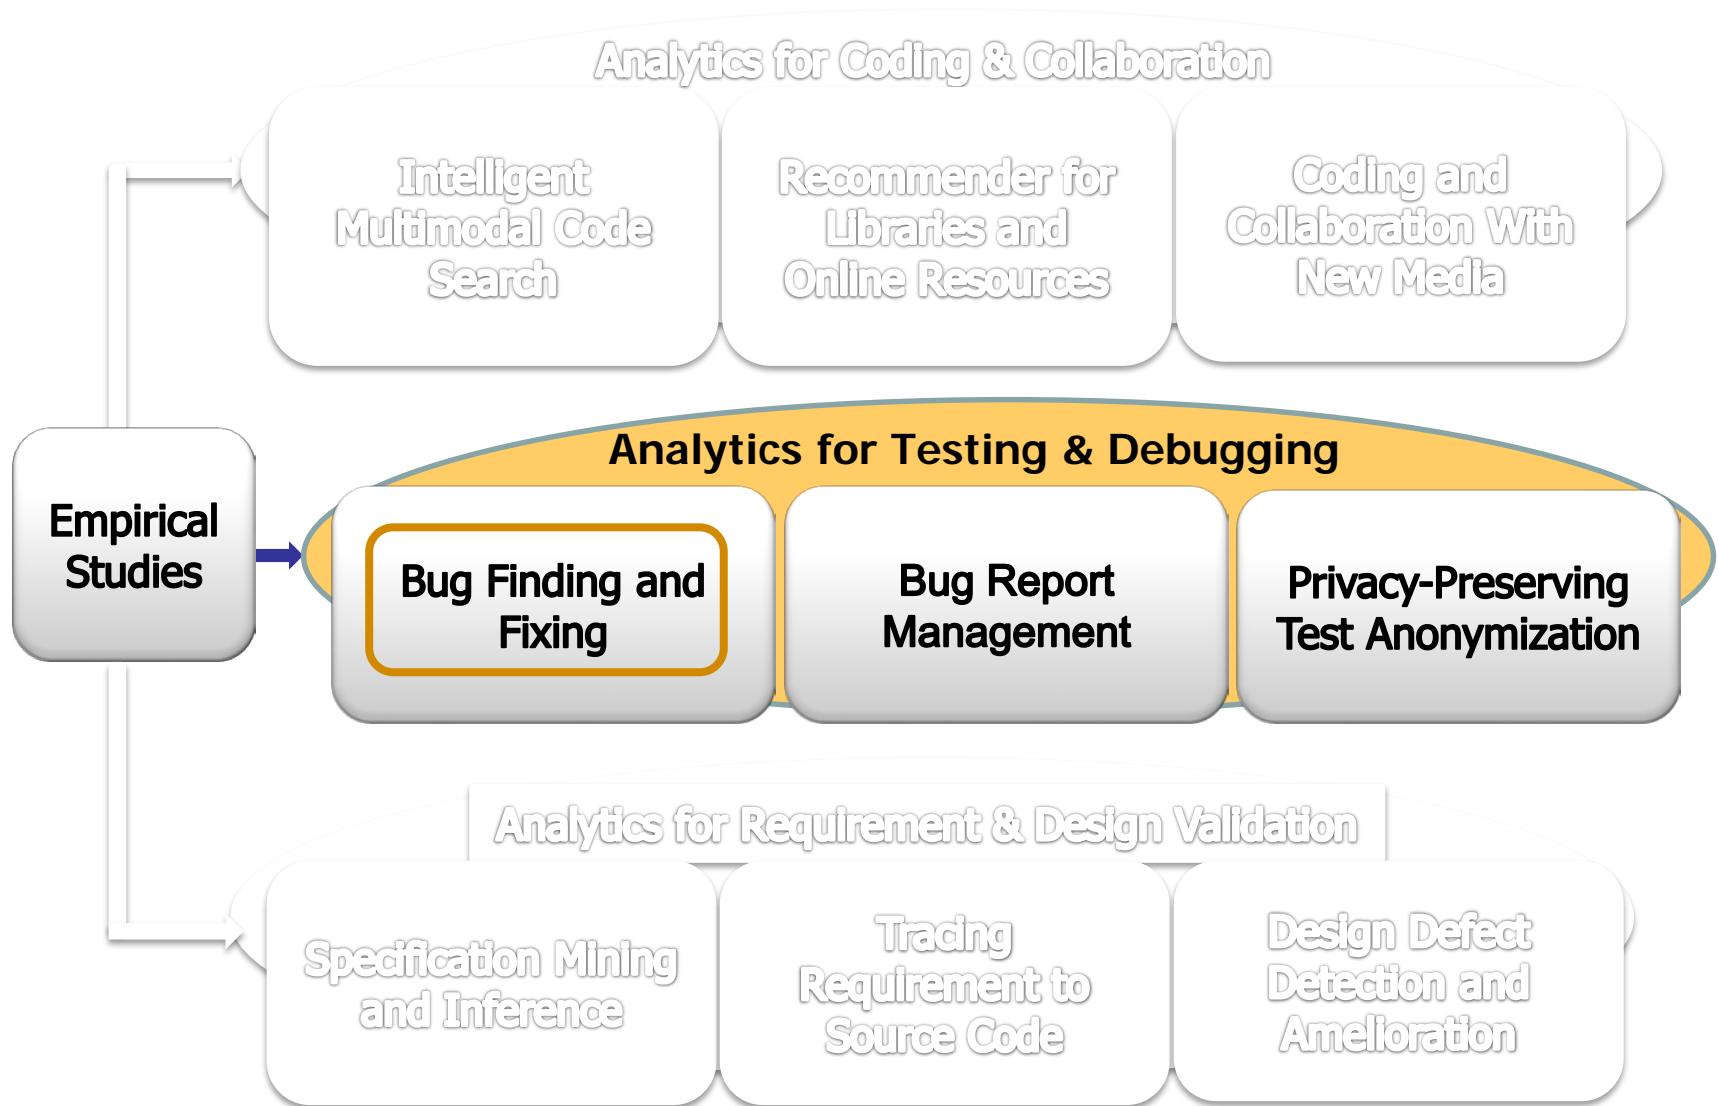 Analytics for Coding & Collaboration
Intelligent
Multimodal Code
Search
Recommender for
Libraries and
Online Resources
Coding and
Collaboration With
New Media
Empirical
Studies
Analytics for Testing & Debugging
Bug Finding and
Fixing
Bug Report
Management
Privacy-Preserving
Test Anonymization
Analytics for Requirement & Design Validation
Specification Mining
and Inference
Tracing
Requirement to
Source Code
Design Defect
Detection and
Amelioration